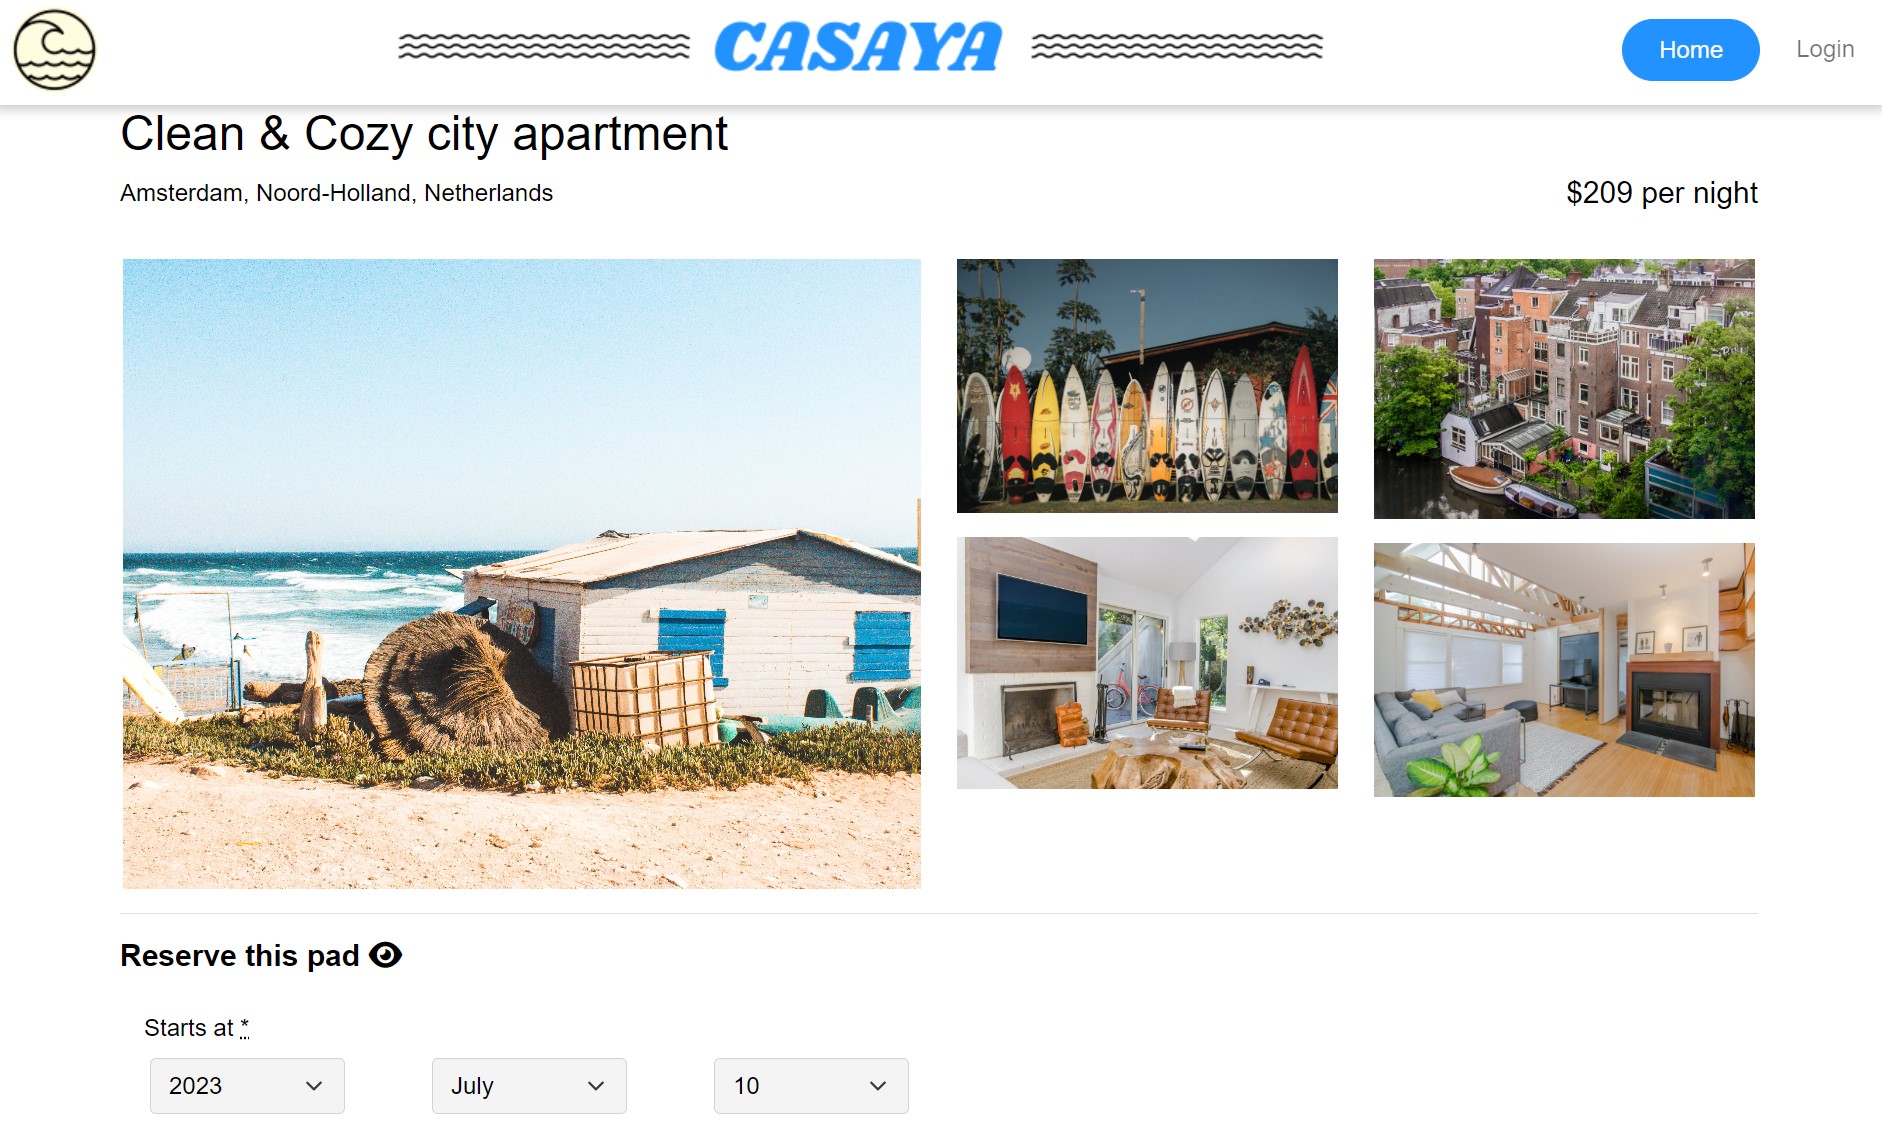 CASAYA
Home
Login
Clean & Cozy city apartment
Amsterdam, Noord-Holland, Netherlands
$209 per night
Reserve this pad
Starts at *
2023
July
10